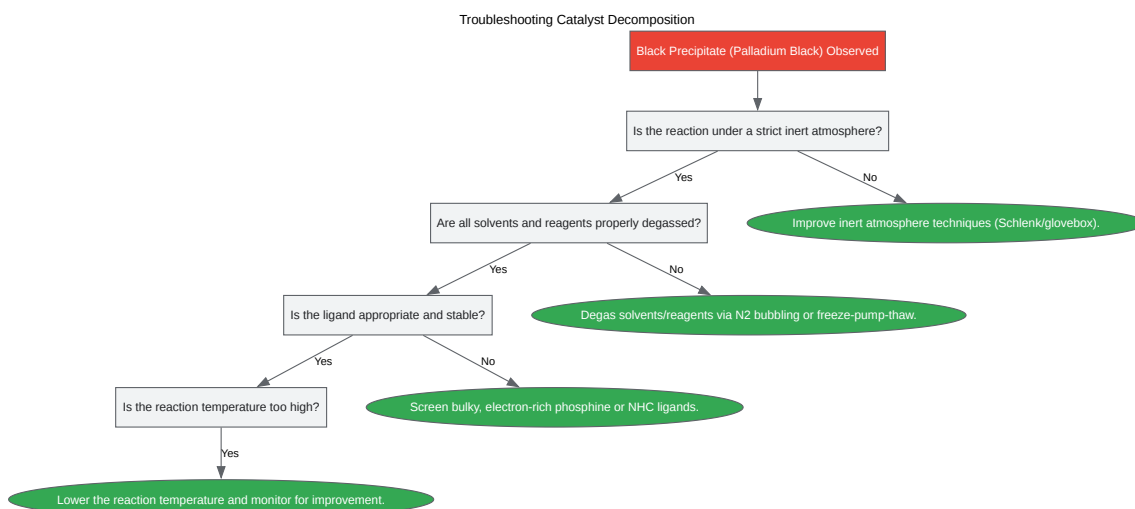 Troubleshooting Catalyst Decomposition
Black Precipitate (Palladium Black) Observed
Is the reaction under a strict inert atmosphere?
Yes
No
Are all solvents and reagents properly degassed?
Improve inert atmosphere techniques (Schlenk/glovebox).
Yes
No
Is the ligand appropriate and stable?
Degas solvents/reagents via N2 bubbling or freeze-pump-thaw.
Yes
No
Is the reaction temperature too high?
Screen bulky, electron-rich phosphine or NHC ligands.
Yes
Lower the reaction temperature and monitor for improvement.